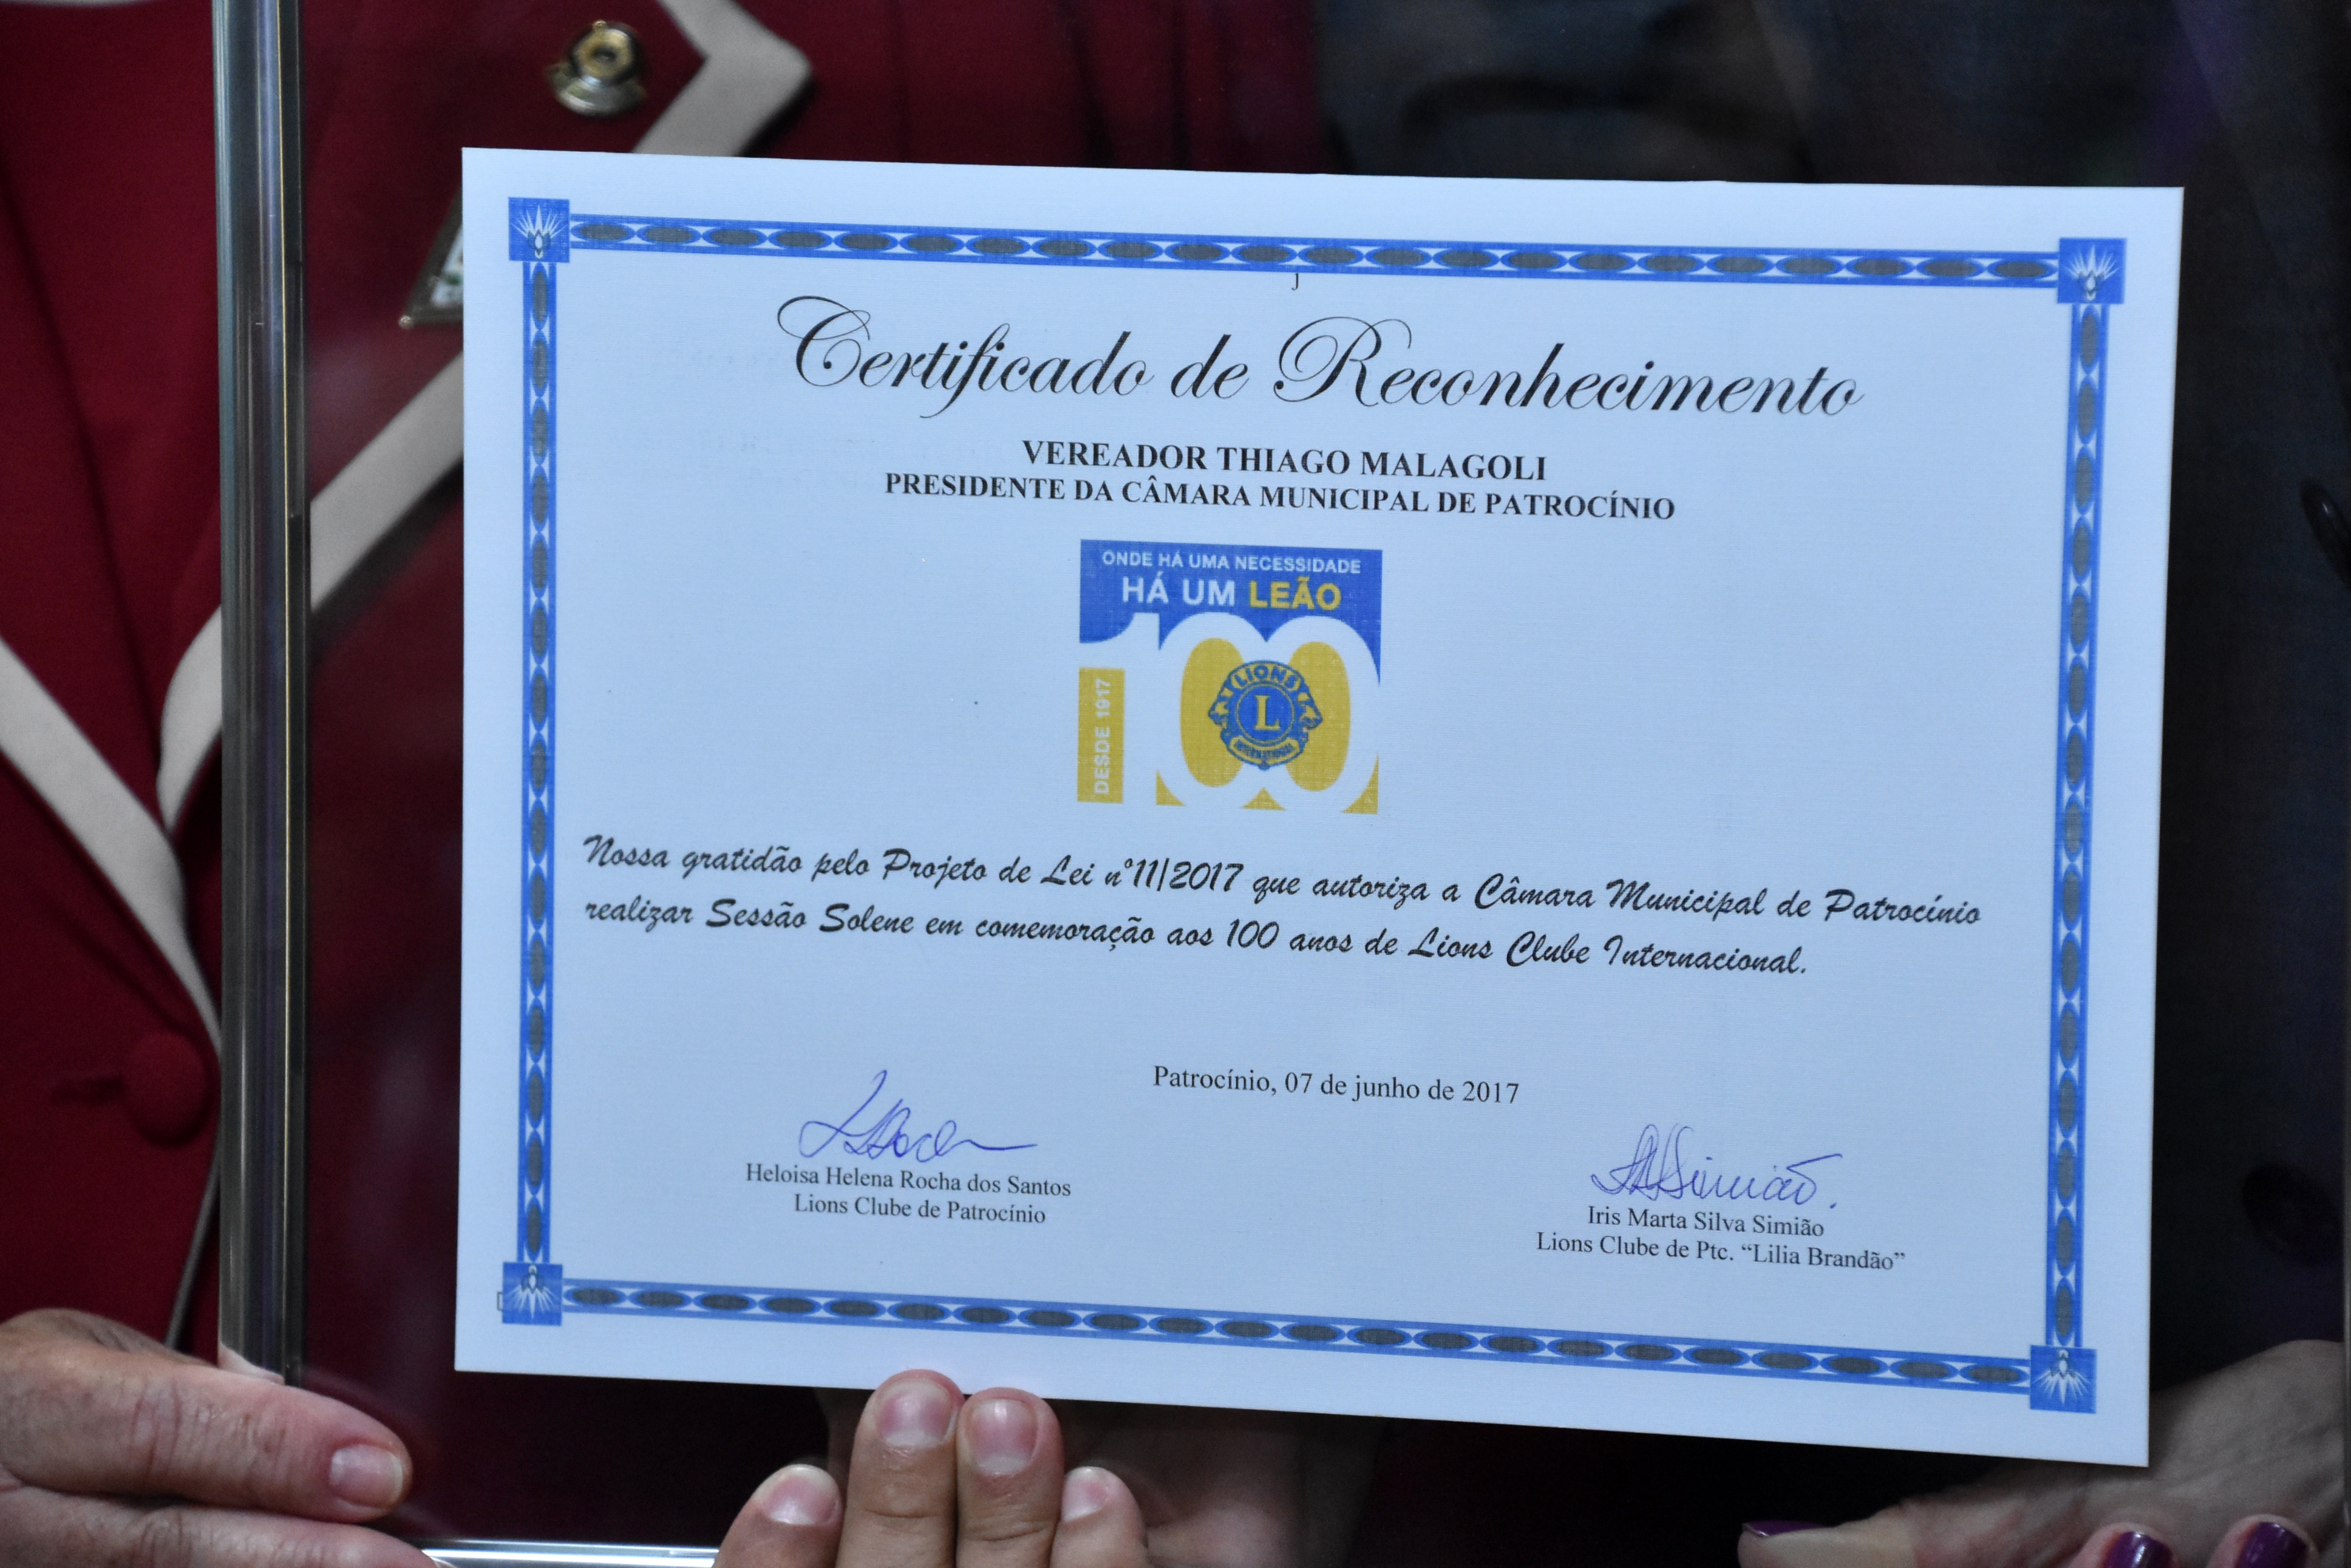 Certificado de Reconhecimento
VEREADOR THIAGO MALAGOLI
PRESIDENTE DA CÂMARA MUNICIPAL DE PATROCÍNIO
ONDE HÁ UMA NECESSIDADE
HÁ UM LEÃO
100
DESDE 1917
LIONS
L
INTERNATIONAL
Nossa gratidão pelo Projeto de Lei n°11/2017 que autoriza a Câmara Municipal de Patrocínio
realizar Sessão Solene em comemoração aos 100 anos de Lions Clube Internacional.
Patrocínio, 07 de junho de 2017
Heloisa Helena Rocha dos Santos
Lions Clube de Patrocínio
Simião.
Iris Marta Silva Simião
Lions Clube de Ptc. “Lilia Brandão”